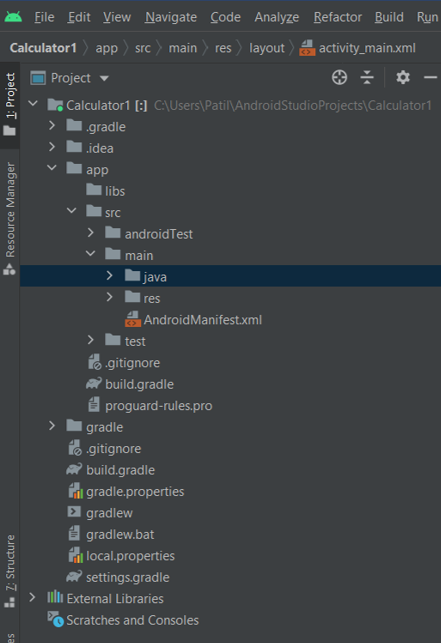 File Edit View Navigate Code Analyze Refactor Build Run
Calculator1 app src main res layout activity_main.xml
1: Project
Project
Calculator1 [:] C:\Users\Patil\AndroidStudioProjects\Calculator1
.gradle
.idea
app
libs
Resource Manager
src
androidTest
main
java
res
AndroidManifest.xml
test
.gitignore
build.gradle
proguard-rules.pro
gradle
.gitignore
build.gradle
gradle.properties
gradlew
gradlew.bat
7: Structure
local.properties
settings.gradle
External Libraries
Scratches and Consoles